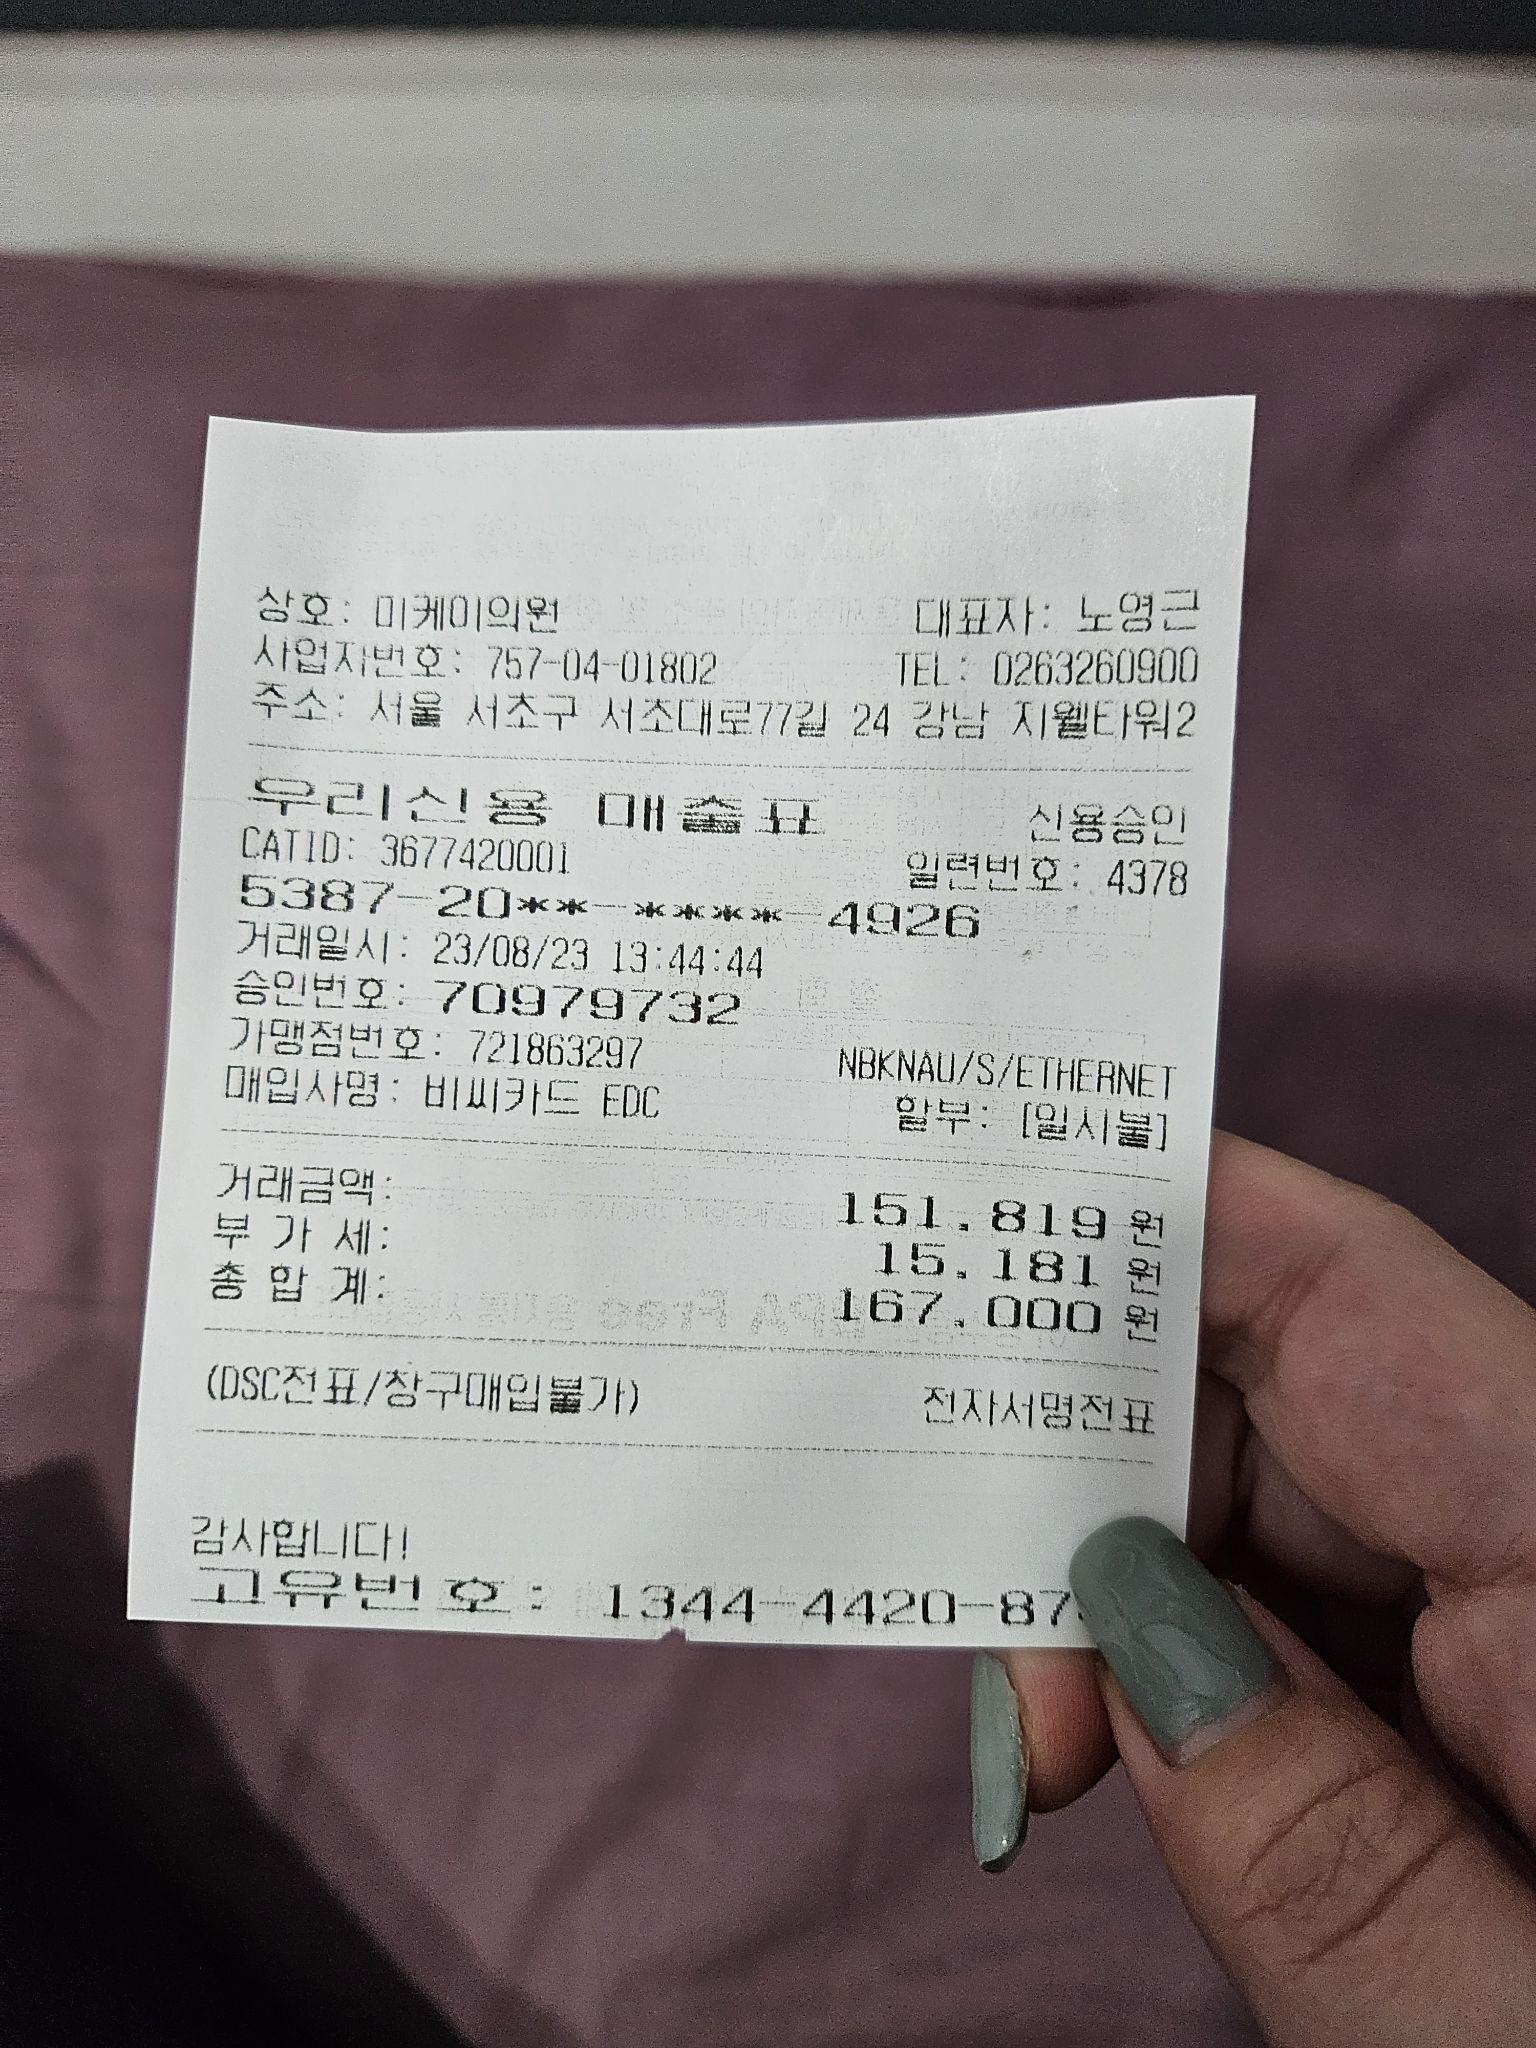 상호: 미케이의원 대표자: 노영근
사업자번호: 757-04-01802 TEL: 0263260900
주소: 서울 서초구 서초대로77길 24 강남 지웰타워2
우리신용 매출표 신용승인
CATID: 3677420001 일련번호: 4378
5387-20**-****-4926
거래일시: 23/08/23 13:44:44
승인번호: 70979732
가맹점번호: 721863297 NBKNAU/S/ETHERNET
매입사명: 비씨카드 EDC 할부: [일시불]
거래금액: 151.819 원
부 가 세: 15.181 원
총 합 계: 167.000 원
(DSC전표/창구매입불가) 전자서명전표
감사합니다!
고유번호: 1344-4420-87